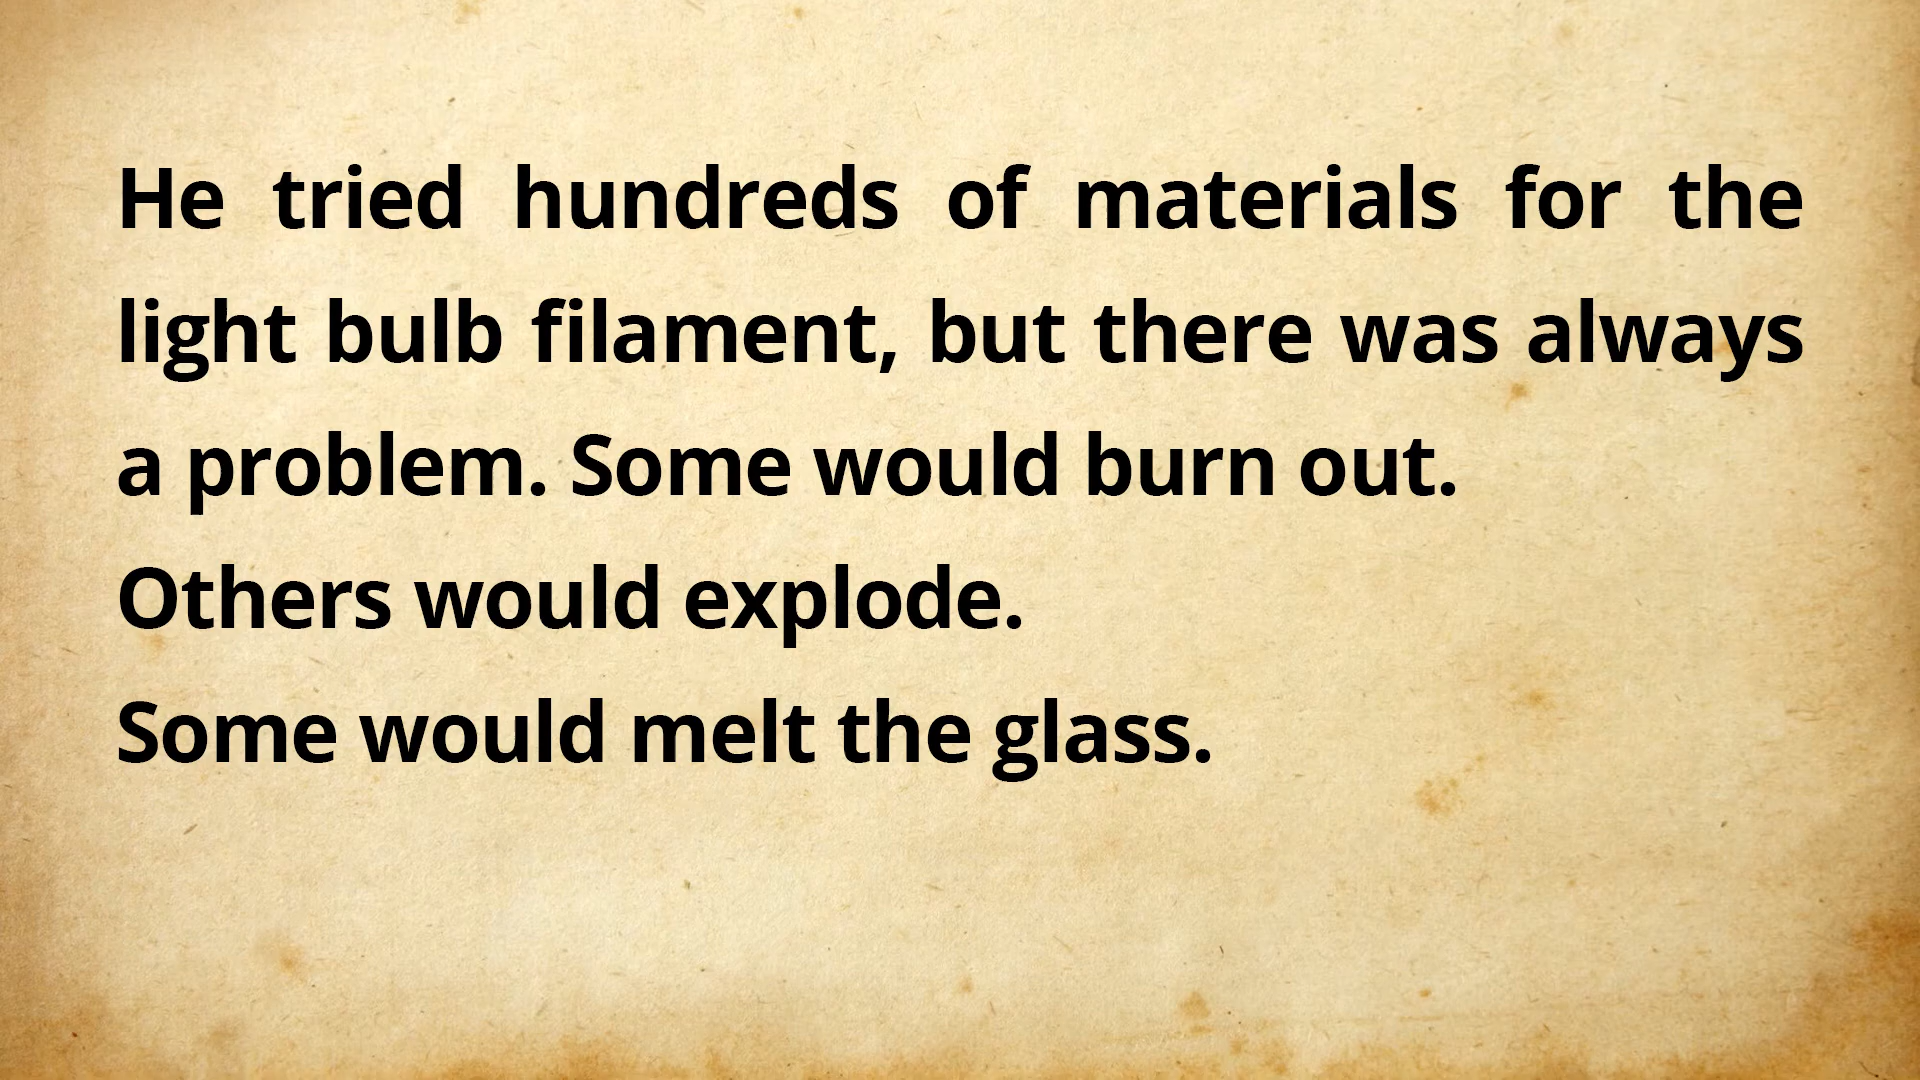 He tried hundreds of materials for the
light bulb filament, but there was always
a problem. Some would burn out.
Others would explode.
Some would melt the glass.